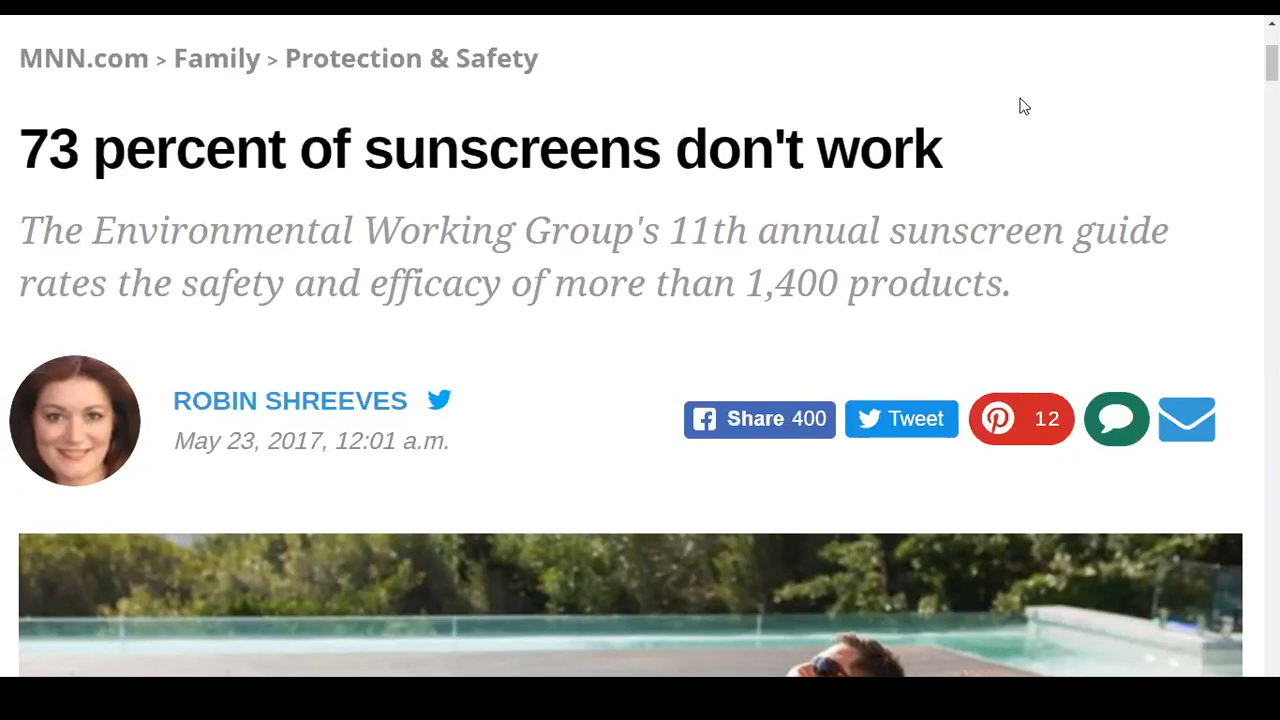 MNN.com > Family > Protection & Safety
73 percent of sunscreens don't work
The Environmental Working Group's 11th annual sunscreen guide
rates the safety and efficacy of more than 1,400 products.
ROBIN SHREEVES
May 23, 2017, 12:01 a.m.
Share 400
Tweet
12